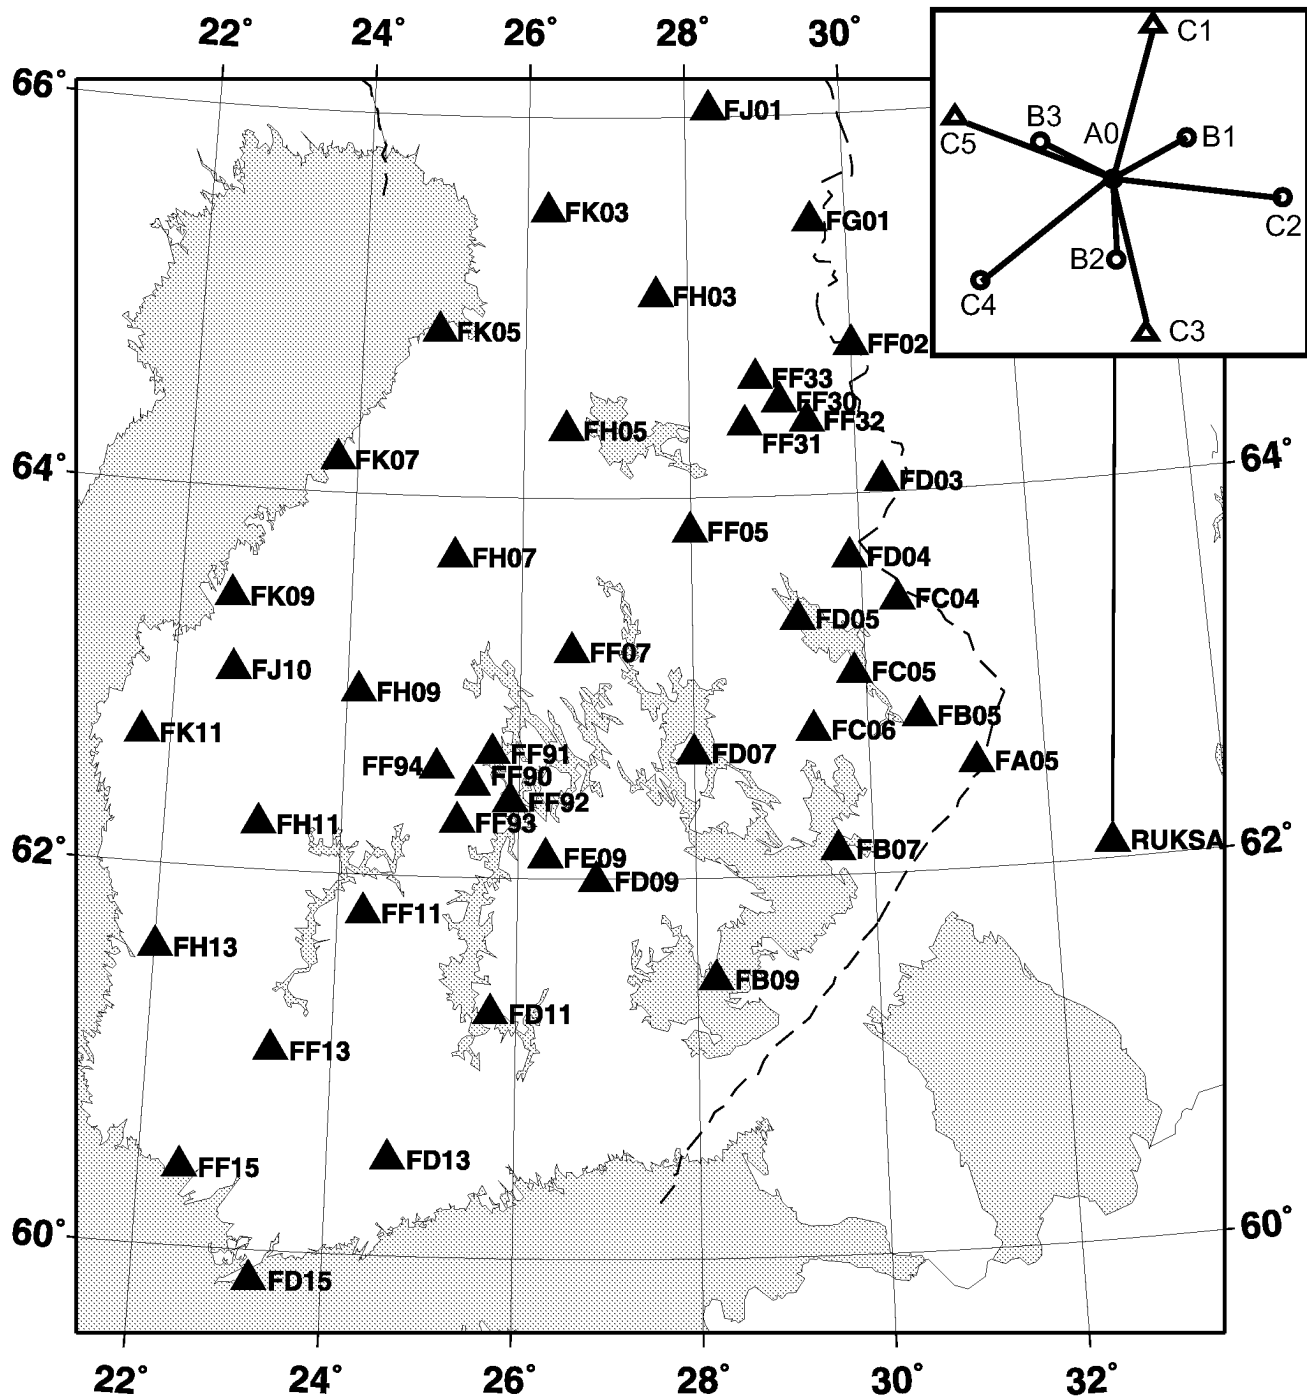 22° 24° 26° 28° 30°
C1
B3 A0 B1
C5
C2
B2
C4
C3
66°
FJ01
FK03
FG01
FH03
FK05
FF02
FF33
FF30
FH05 FF32
FF31
FK07
64° 64°
FD03
FF05
FH07 FD04
FK09 FC04
FD05
FF07
FJ10 FC05
FH09
FB05
FK11 FC06
FF91 FD07
FF94 FA05
FF90
FF92
FH11 FF93
62° RUKSA 62°
FE09 FB07
FD09
FF11
FH13
FB09
FD11
FF13
FF15 FD13
60° 60°
FD15
22° 24° 26° 28° 30° 32°